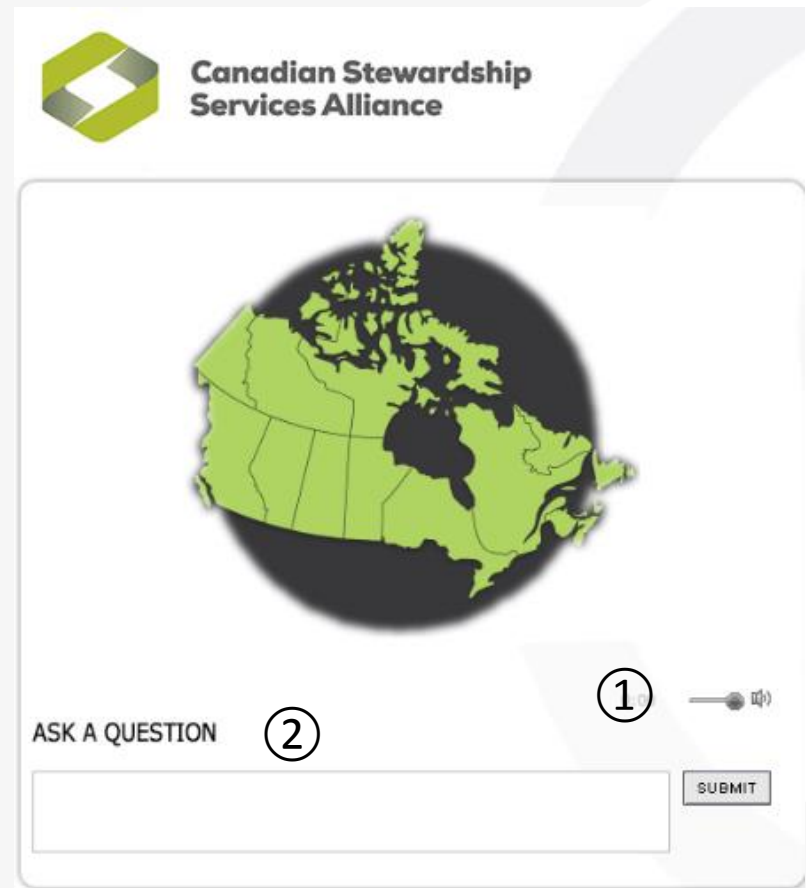 Canadian Stewardship
Services Alliance
①
ASK A QUESTION ②
SUBMIT